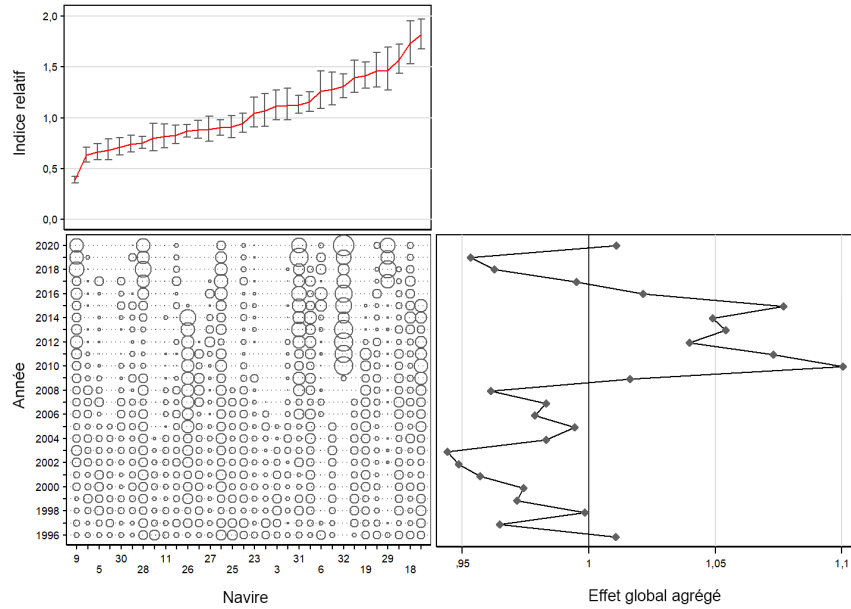 2,0
1,5
1,0
0,5
0,0
Indice relatif
2020
2018
2016
2014
2012
2010
2008
2006
2004
2002
2000
1998
1996
Année
9 30 11 27 23 31 32 29
5 28 26 25 3 6 19 18
Navire
,95 1 1,05 1,1
Effet global agrégé